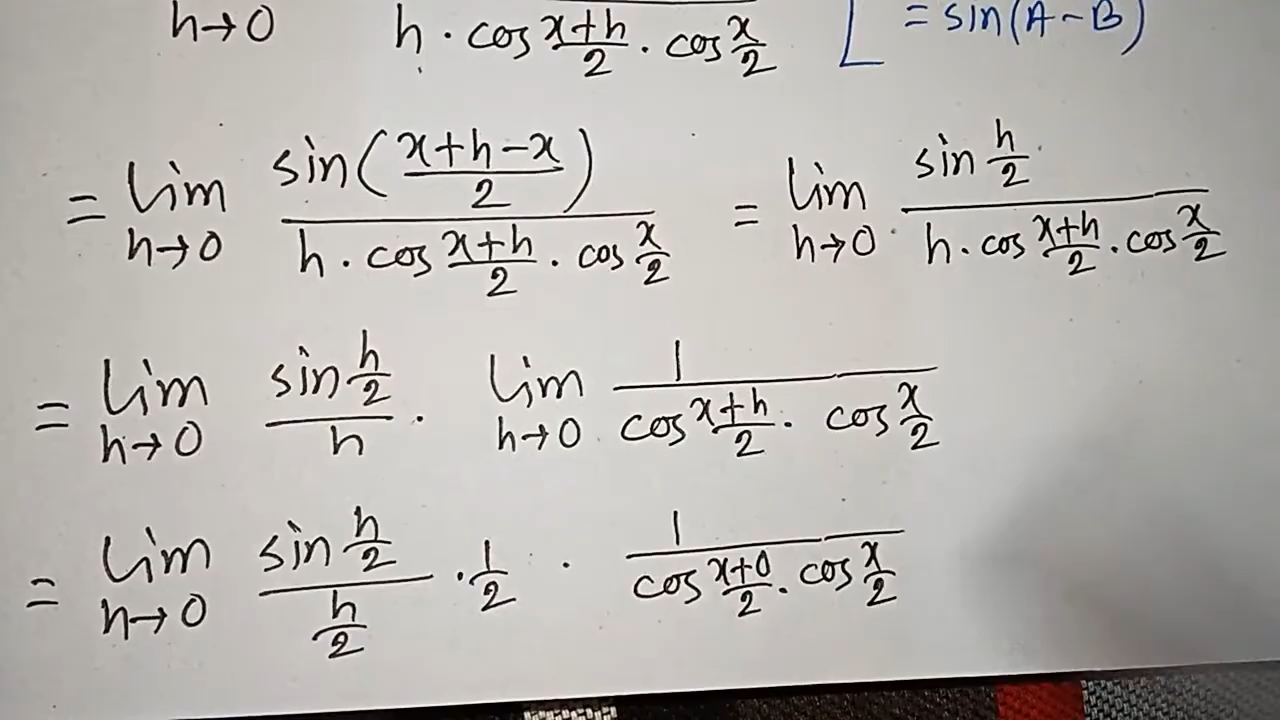 h→0 h · cos (x+h)/2 · cos x/2 [ = sin(A-B)
= lim h→0 sin((x+h-x)/2) / (h · cos (x+h)/2 · cos x/2) = lim h→0 sin h/2 / (h · cos (x+h)/2 · cos x/2)
= lim h→0 (sin h/2)/h · lim h→0 1/(cos (x+h)/2 · cos x/2)
= lim h→0 (sin h/2)/(h/2) · 1/2 · 1/(cos (x+0)/2 · cos x/2)